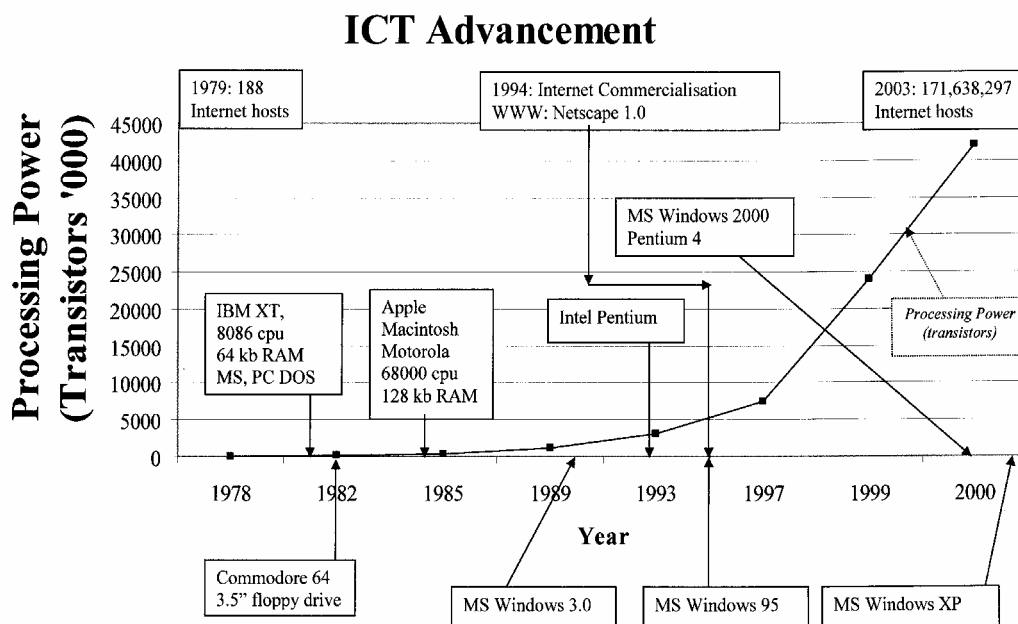 ICT Advancement
1979: 188
Internet hosts
1994: Internet Commercialisation
WWW: Netscape 1.0
2003: 171,638,297
Internet hosts
Processing Power
(Transistors '000)
45000
40000
35000
30000
25000
20000
15000
10000
5000
0
MS Windows 2000
Pentium 4
IBM XT,
8086 cpu
64 kb RAM
MS, PC DOS
Apple
Macintosh
Motorola
68000 cpu
128 kb RAM
Intel Pentium
Processing Power
(transistors)
1978 1982 1985 1989 1993 1997 1999 2000
Year
Commodore 64
3.5” floppy drive
MS Windows 3.0
MS Windows 95
MS Windows XP